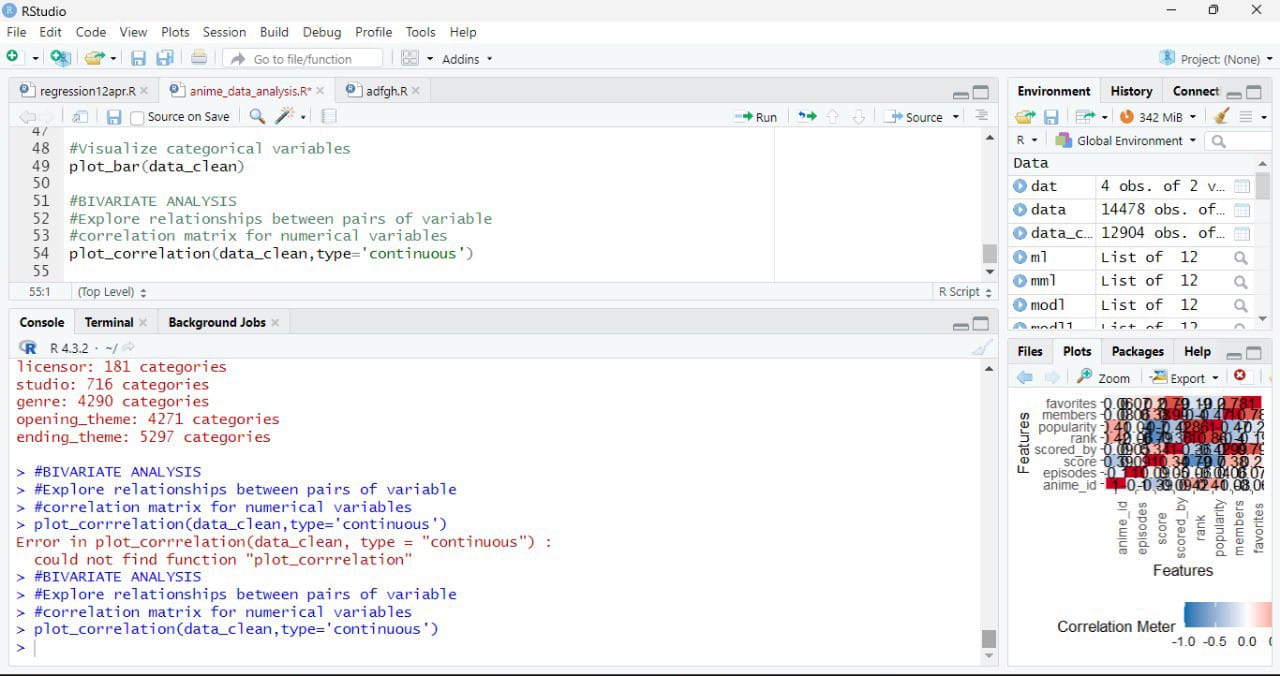 RStudio
File Edit Code View Plots Session Build Debug Profile Tools Help
Go to file/function Addins Project: (None)
regression12apr.R anime_data_analysis.R* adfgh.R
Source on Save Run Source
47
48 #Visualize categorical variables
49 plot_bar(data_clean)
50
51 #BIVARIATE ANALYSIS
52 #Explore relationships between pairs of variable
53 #correlation matrix for numerical variables
54 plot_correlation(data_clean,type='continuous')
55
55:1 (Top Level) R Script
Console Terminal Background Jobs
R 4.3.2 · ~/
licensor: 181 categories
studio: 716 categories
genre: 4290 categories
opening_theme: 4271 categories
ending_theme: 5297 categories
> #BIVARIATE ANALYSIS
> #Explore relationships between pairs of variable
> #correlation matrix for numerical variables
> plot_corrrelation(data_clean,type='continuous')
Error in plot_corrrelation(data_clean, type = "continuous") :
could not find function "plot_corrrelation"
> #BIVARIATE ANALYSIS
> #Explore relationships between pairs of variable
> #correlation matrix for numerical variables
> plot_correlation(data_clean,type='continuous')
>
Environment History Connect
342 MiB
R Global Environment
Data
dat 4 obs. of 2 v...
data 14478 obs. of...
data_c... 12904 obs. of...
ml List of 12
mml List of 12
modl List of 12
modl1 List of 12
Files Plots Packages Help
Zoom Export
Features
favorites
members
popularity
rank
scored_by
score
episodes
anime_id
anime_id
episodes
score
scored_by
rank
popularity
members
favorites
Features
Correlation Meter
-1.0 -0.5 0.0